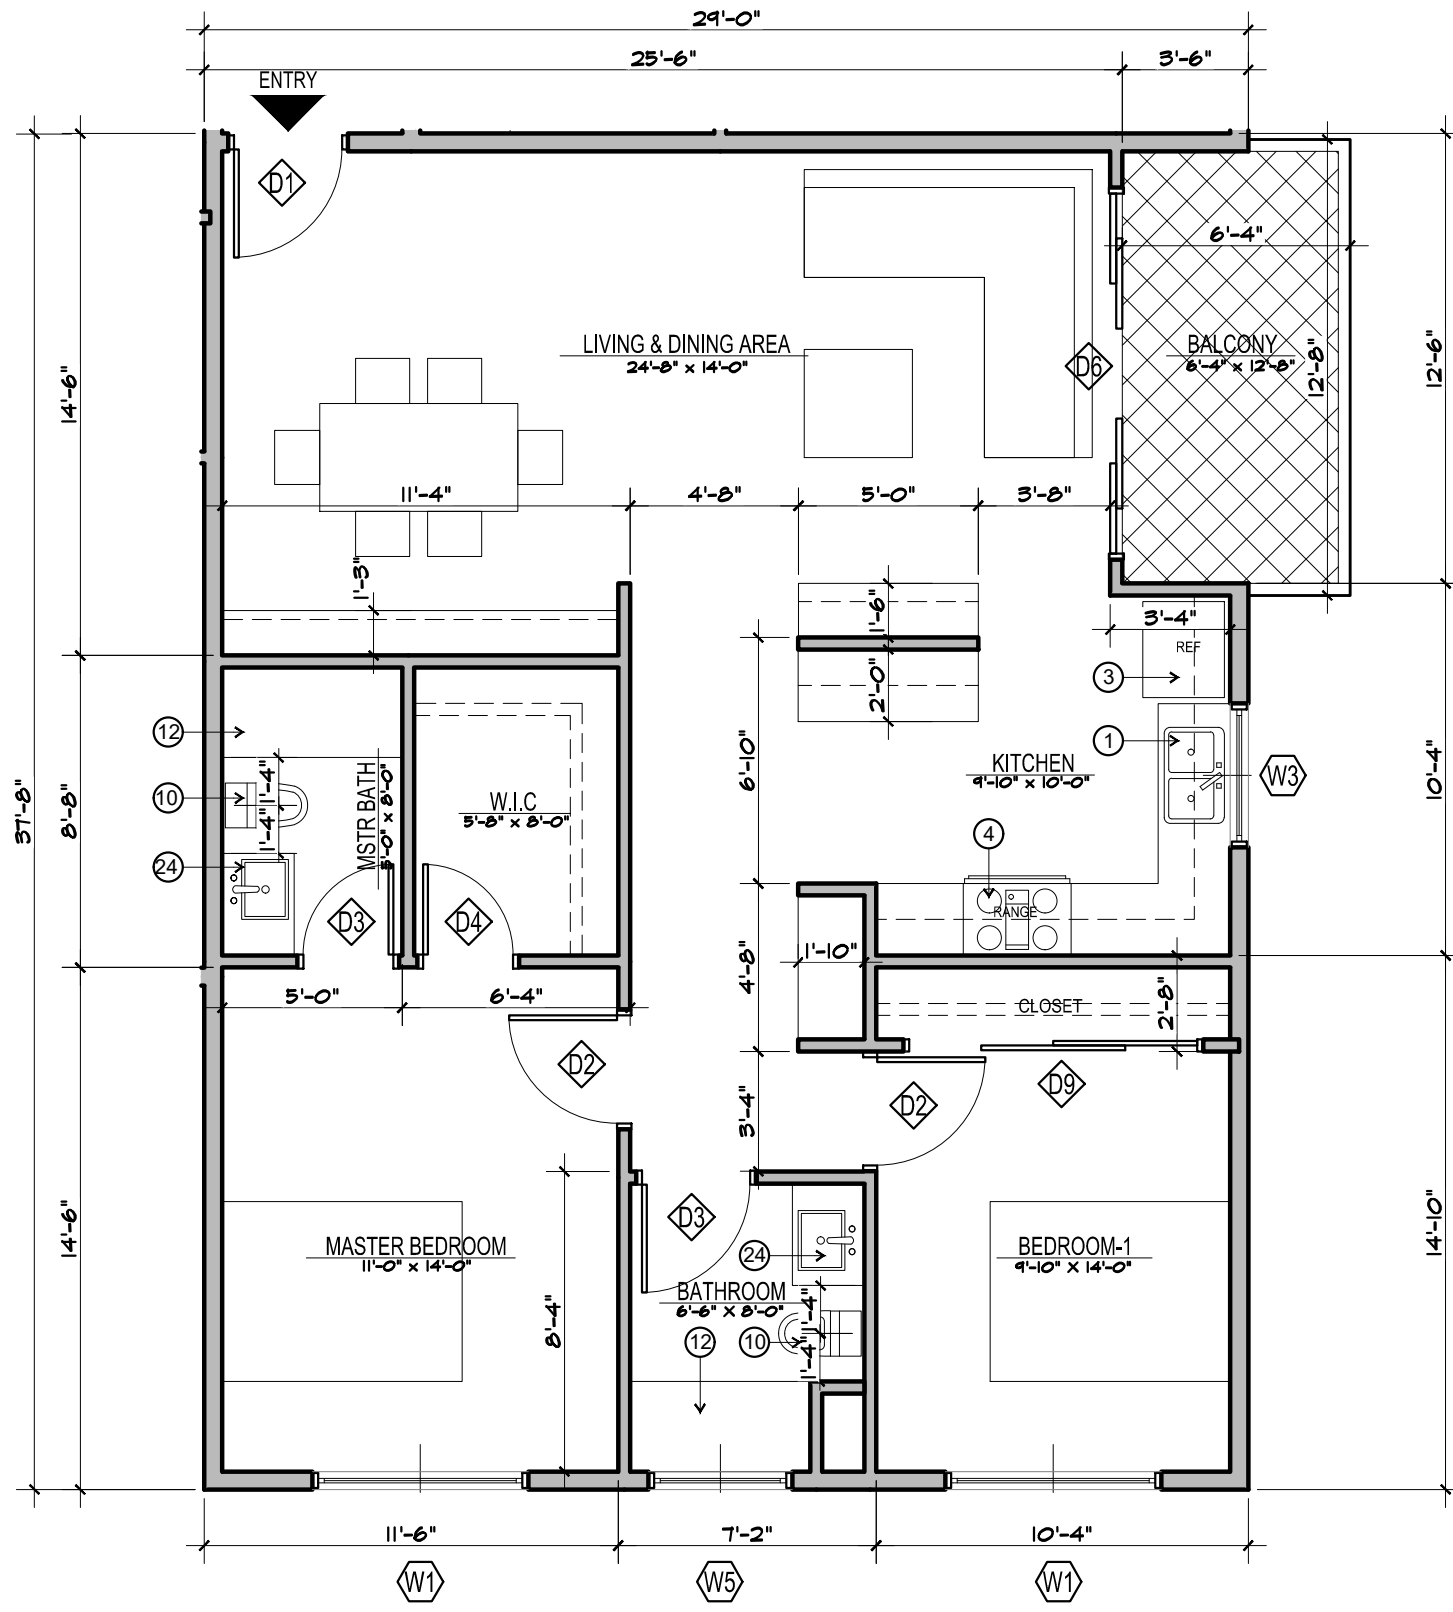 29'-0"
25'-6"
3'-6"
ENTRY
D1
6'-4"
LIVING & DINING AREA
24'-8" x 14'-0"
BALCONY
6'-4" x 12'-8"
12'-8"
D6
12'-6"
14'-6"
11'-4"
4'-8"
5'-0"
3'-8"
1'-3"
1'-6"
3'-4"
REF
3
2'-0"
12
1
KITCHEN
9'-10" x 10'-0"
W3
10'-4"
6'-10"
37'-8"
8'-8"
10
1'-4"
1'-4"
MSTR BATH
W.I.C
5'-8" x 8'-0"
4
24
RANGE
D3
D4
1'-10"
4'-8"
5'-0"
6'-4"
CLOSET
2'-8"
D2
D9
D2
3'-4"
14'-6"
14'-10"
D3
MASTER BEDROOM
11'-0" x 14'-0"
24
BEDROOM-1
9'-10" X 14'-0"
BATHROOM
6'-6" X 8'-0"
1'-4"
1'-4"
8'-4"
12
10
11'-6"
7'-2"
10'-4"
W1
W5
W1